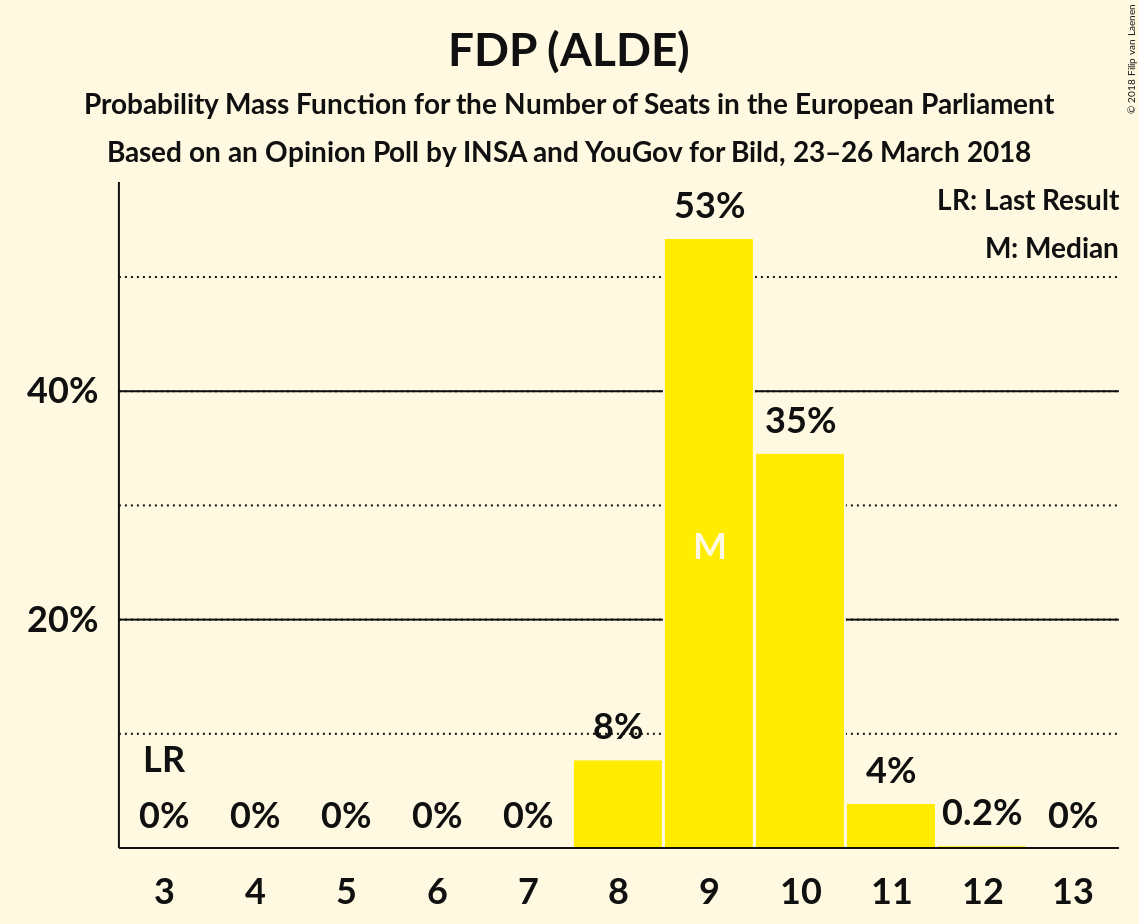 FDP (ALDE)
Probability Mass Function for the Number of Seats in the European Parliament
Based on an Opinion Poll by INSA and YouGov for Bild, 23–26 March 2018
© 2018 Filip van Laenen
LR: Last Result
M: Median
53%
40%
35%
M
20%
8%
LR
4%
0% 0% 0% 0% 0% 0.2% 0%
3 4 5 6 7 8 9 10 11 12 13